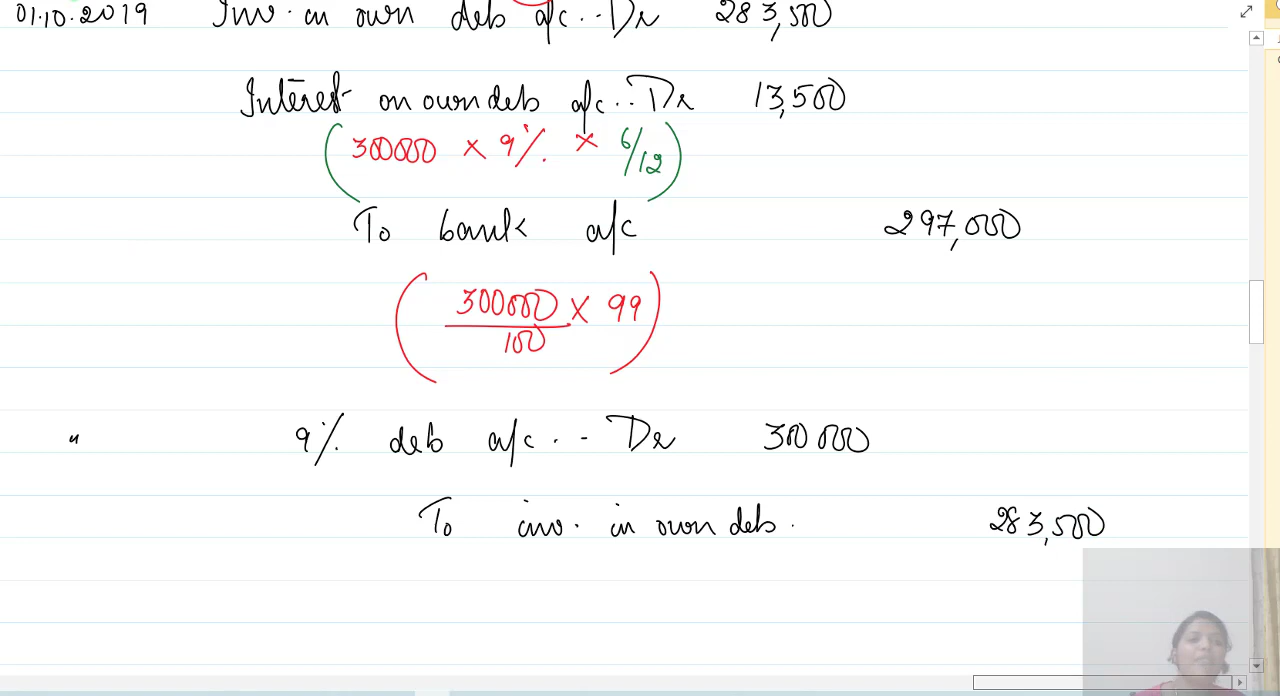 01.10.2019 Inv. in own deb a/c .. Dr 283,500
Interest on own deb a/c .. Dr 13,500
(300000 × 9% × 6/12)
To bank a/c 297,000
(300000/100 × 99)
" 9% deb a/c .. Dr 300000
To inv. in own deb. 283,500